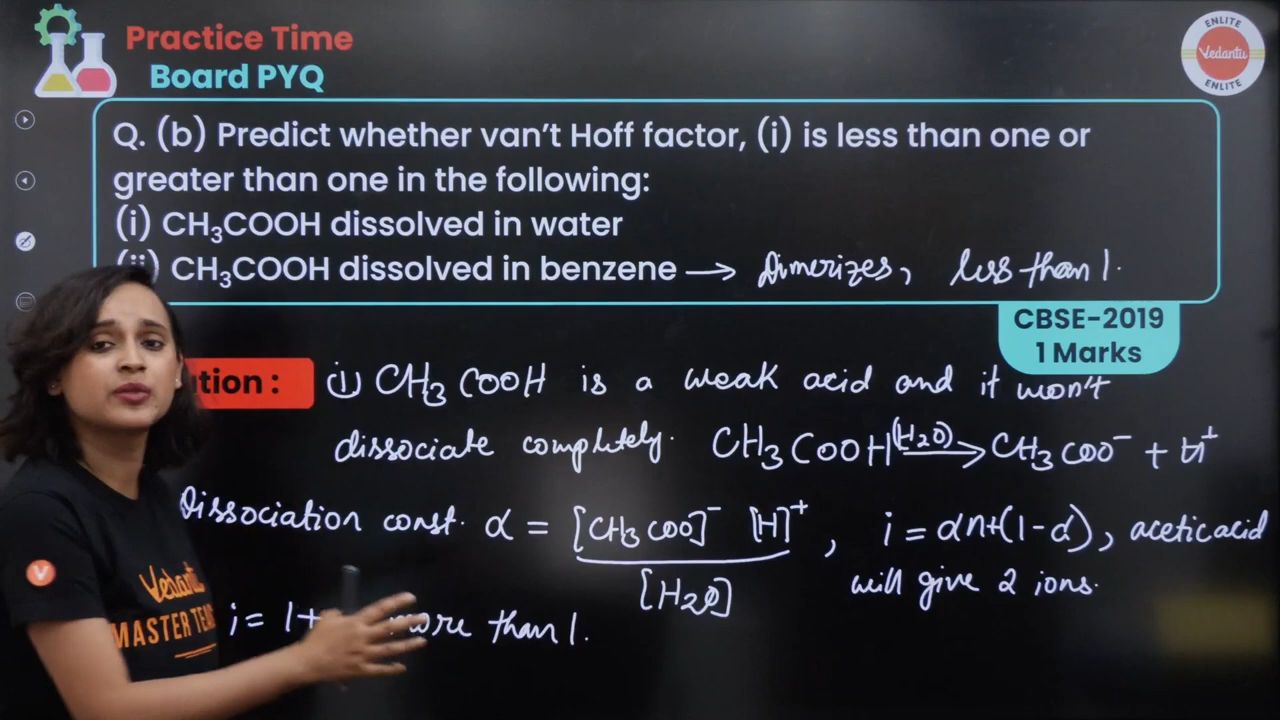 Practice Time
Board PYQ
ENLITE
Vedantu
ENLITE
Q. (b) Predict whether van't Hoff factor, (i) is less than one or
greater than one in the following:
(i) CH₃COOH dissolved in water
(ii) CH₃COOH dissolved in benzene → Dimerizes, less than 1.
CBSE-2019
1 Marks
ution :
(i) CH₃COOH is a weak acid and it won't
dissociate completely. CH₃COOH (H₂O)→ CH₃COO⁻ + H⁺
Dissociation const. α = [CH₃COO]⁻ [H]⁺ / [H₂O], i = αn+(1-α), acetic acid
will give 2 ions.
i = 1+ more than 1.
V
Vedantu
MASTER TEA